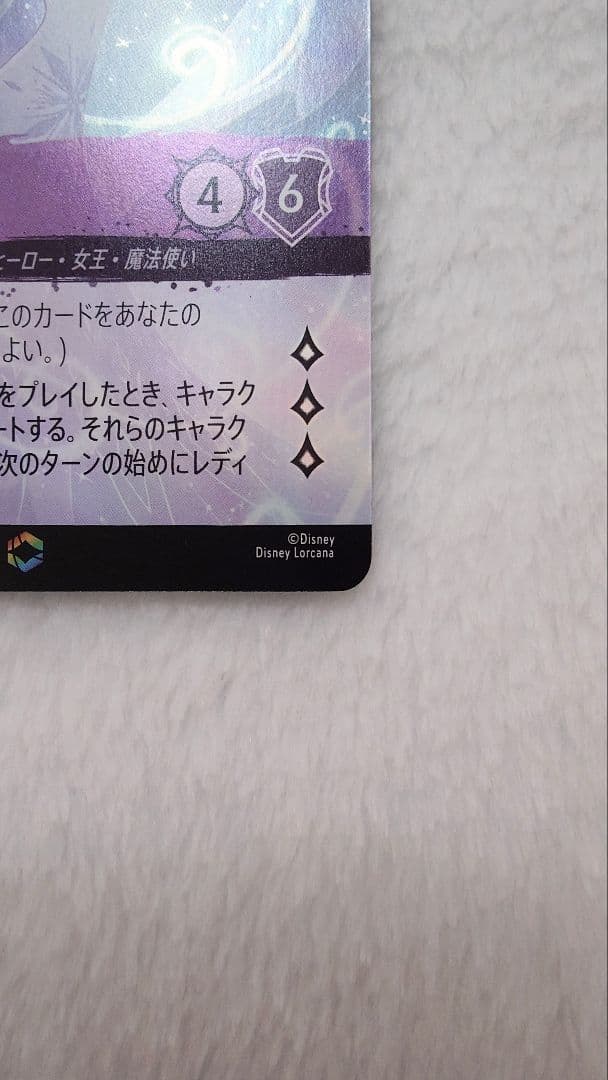 4 6
ヒーロー・女王・魔法使い
このカードをあなたの
よい。)
をプレイしたとき、キャラク
ートする。それらのキャラク
次のターンの始めにレディ
©Disney
Disney Lorcana